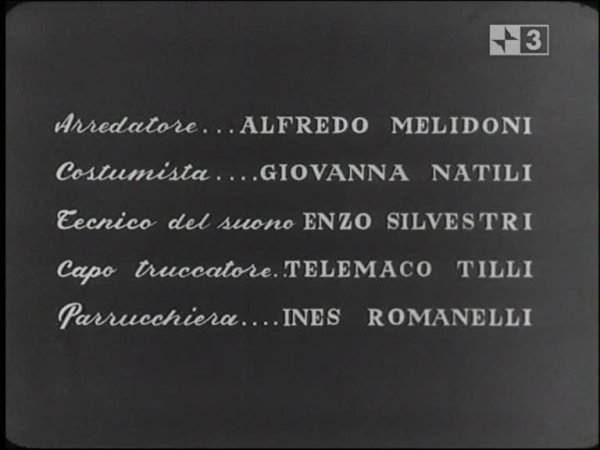 3
Arredatore...ALFREDO MELIDONI
Costumista....GIOVANNA NATILI
Tecnico del suono ENZO SILVESTRI
Capo truccatore..TELEMACO TILLI
Parrucchiera....INES ROMANELLI